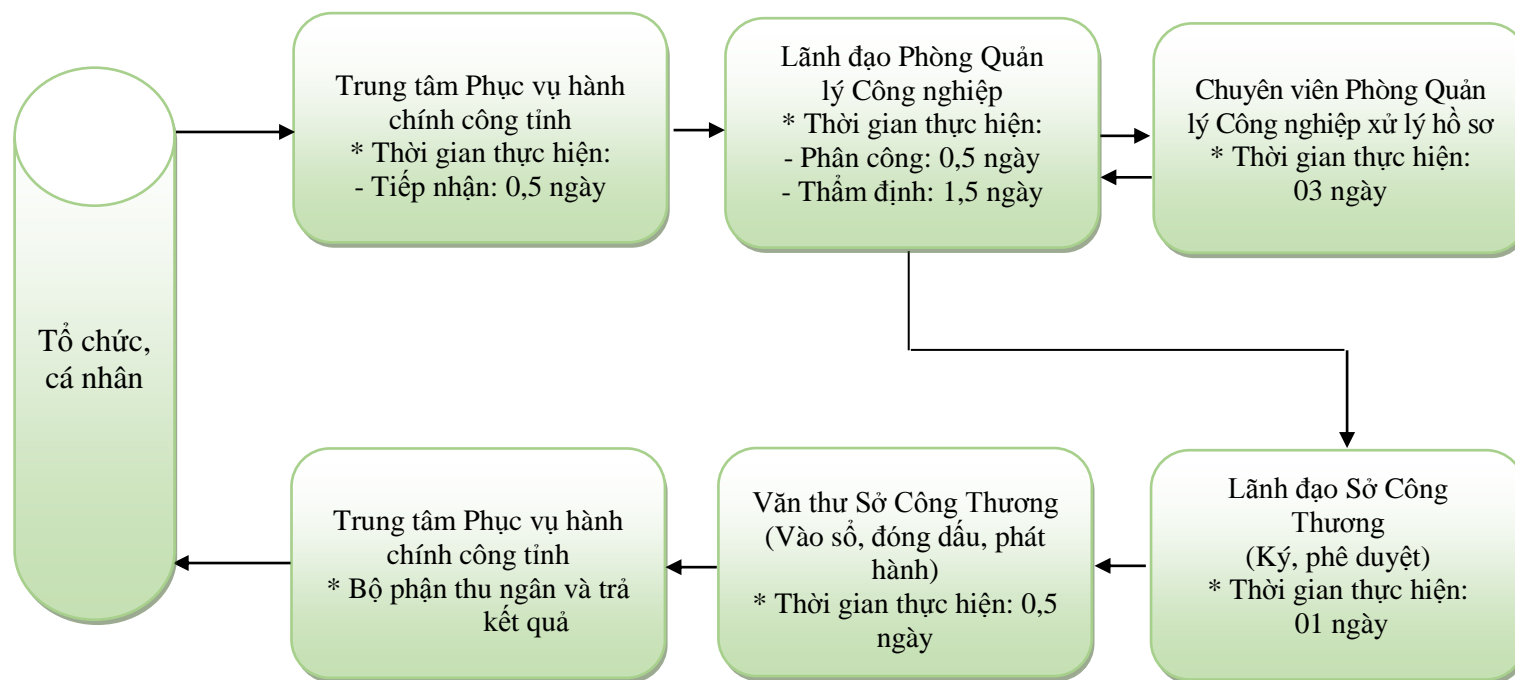 Tổ chức,
cá nhân
Trung tâm Phục vụ hành
chính công tỉnh
* Thời gian thực hiện:
- Tiếp nhận: 0,5 ngày
Lãnh đạo Phòng Quản
lý Công nghiệp
* Thời gian thực hiện:
- Phân công: 0,5 ngày
- Thẩm định: 1,5 ngày
Chuyên viên Phòng Quản
lý Công nghiệp xử lý hồ sơ
* Thời gian thực hiện:
03 ngày
Lãnh đạo Sở Công
Thương
(Ký, phê duyệt)
* Thời gian thực hiện:
01 ngày
Văn thư Sở Công Thương
(Vào sổ, đóng dấu, phát
hành)
* Thời gian thực hiện: 0,5
ngày
Trung tâm Phục vụ hành
chính công tỉnh
* Bộ phận thu ngân và trả
kết quả